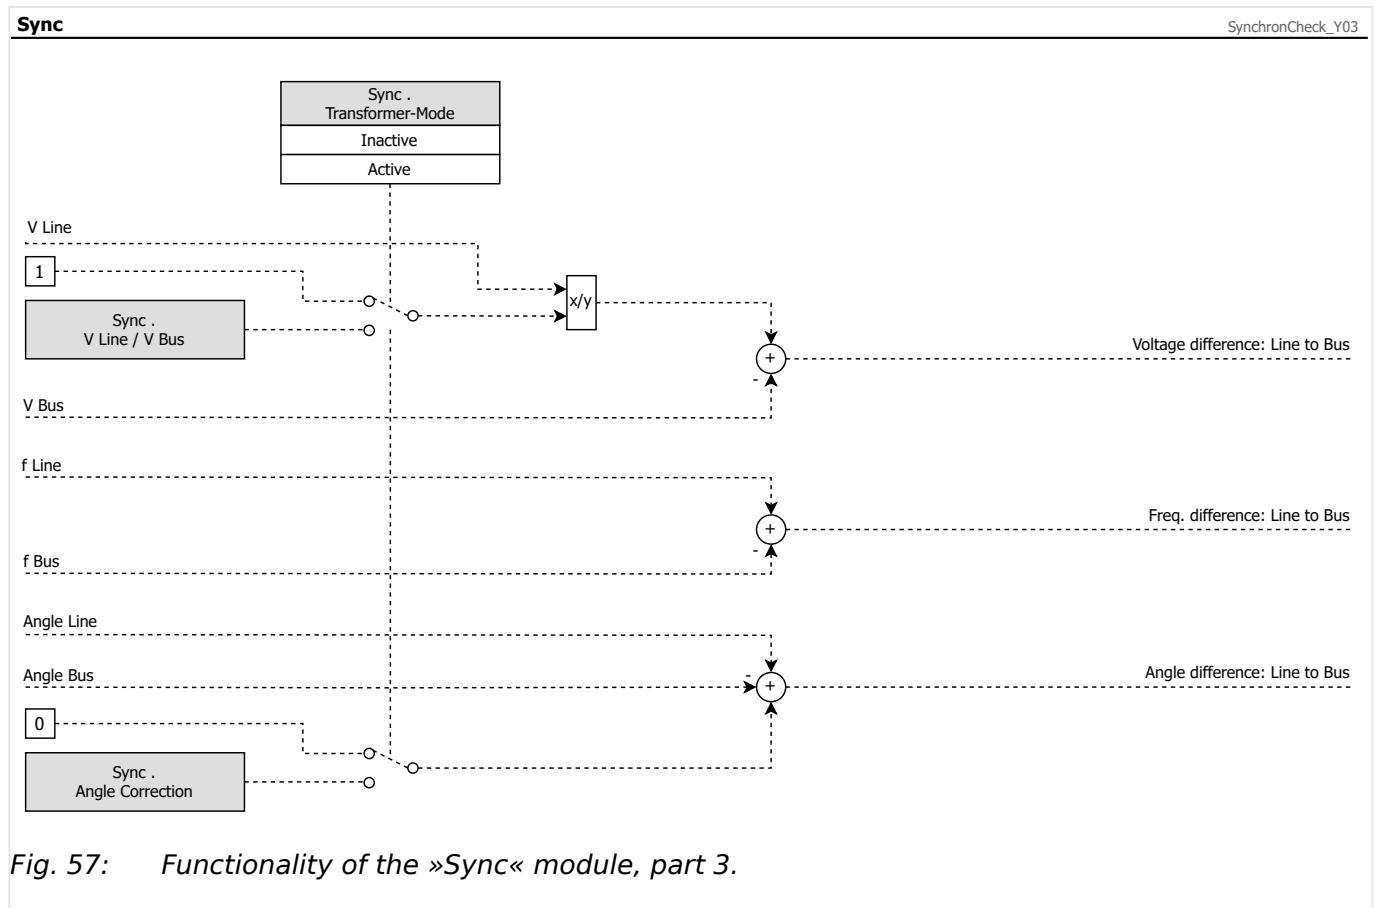 Sync
SynchronCheck_Y03
Sync .
Transformer-Mode
Inactive
Active
V Line
1
Sync .
V Line / V Bus
x/y
+
-
Voltage difference: Line to Bus
V Bus
f Line
+
-
Freq. difference: Line to Bus
f Bus
Angle Line
Angle Bus
-
+
Angle difference: Line to Bus
0
Sync .
Angle Correction
Fig. 57: Functionality of the »Sync« module, part 3.